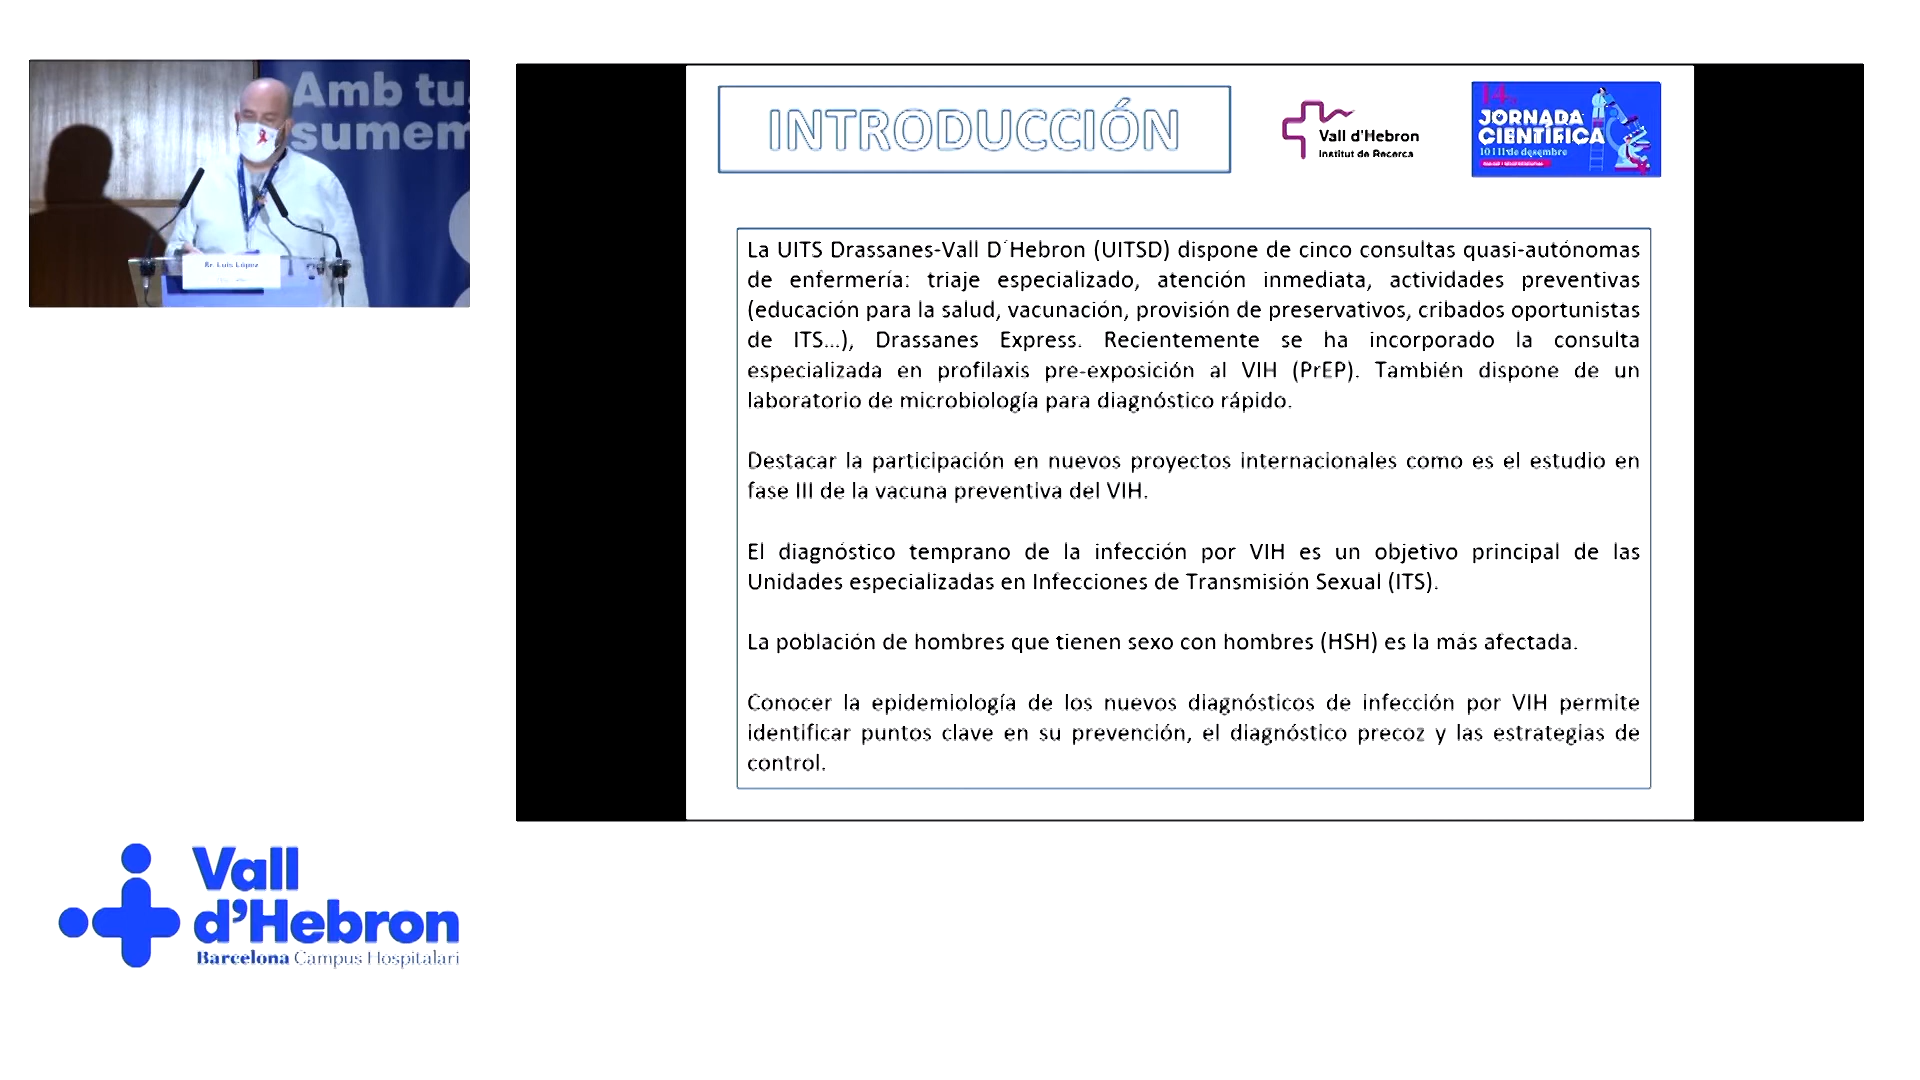 Amb tu,
sumem
Sr. Luis López
INTRODUCCIÓN
Vall d'Hebron
Institut de Recerca
14a
JORNADA
CIENTÍFICA
10 i 11 de desembre
La UITS Drassanes-Vall D´Hebron (UITSD) dispone de cinco consultas quasi-autónomas
de enfermería: triaje especializado, atención inmediata, actividades preventivas
(educación para la salud, vacunación, provisión de preservativos, cribados oportunistas
de ITS...), Drassanes Express. Recientemente se ha incorporado la consulta
especializada en profilaxis pre-exposición al VIH (PrEP). También dispone de un
laboratorio de microbiología para diagnóstico rápido.
Destacar la participación en nuevos proyectos internacionales como es el estudio en
fase III de la vacuna preventiva del VIH.
El diagnóstico temprano de la infección por VIH es un objetivo principal de las
Unidades especializadas en Infecciones de Transmisión Sexual (ITS).
La población de hombres que tienen sexo con hombres (HSH) es la más afectada.
Conocer la epidemiología de los nuevos diagnósticos de infección por VIH permite
identificar puntos clave en su prevención, el diagnóstico precoz y las estrategias de
control.
Vall
d'Hebron
Barcelona Campus Hospitalari